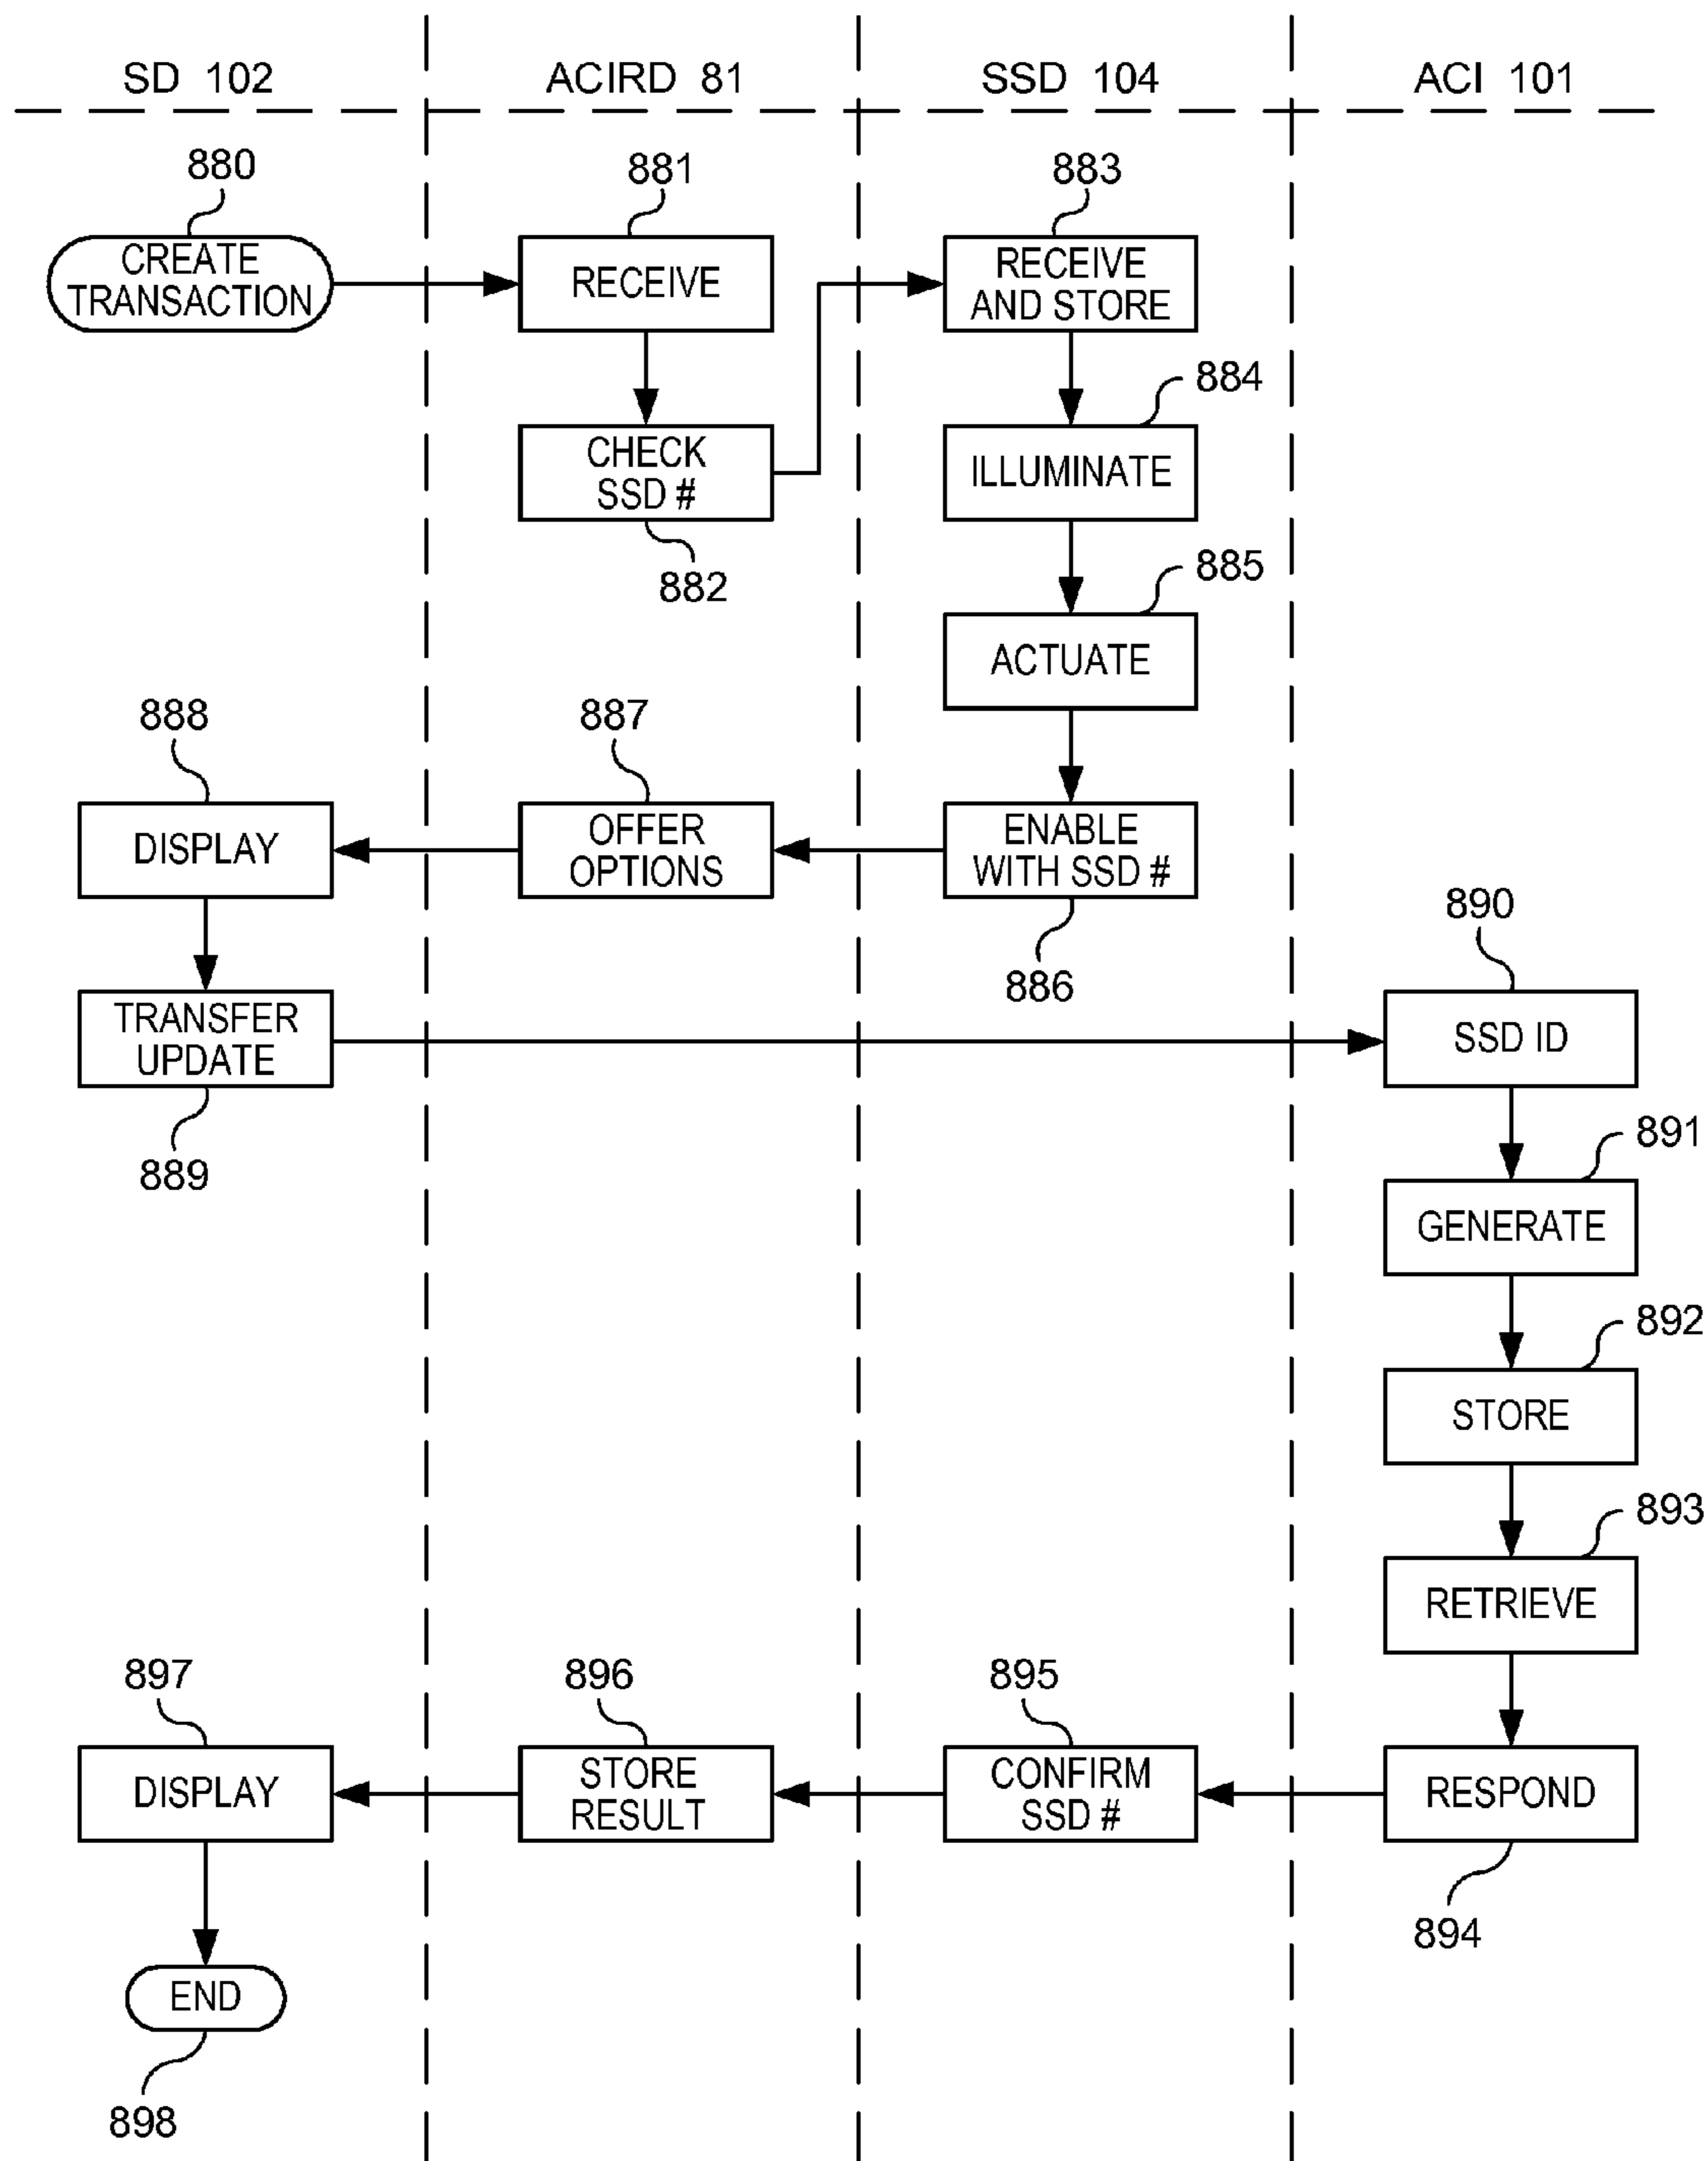 SD 102
ACIRD 81
SSD 104
ACI 101
880
881
883
CREATE
TRANSACTION
RECEIVE
RECEIVE
AND STORE
884
CHECK
SSD #
ILLUMINATE
882
885
ACTUATE
888
887
DISPLAY
OFFER
OPTIONS
ENABLE
WITH SSD #
886
890
TRANSFER
UPDATE
SSD ID
889
891
GENERATE
892
STORE
893
RETRIEVE
897
896
895
DISPLAY
STORE
RESULT
CONFIRM
SSD #
RESPOND
894
END
898